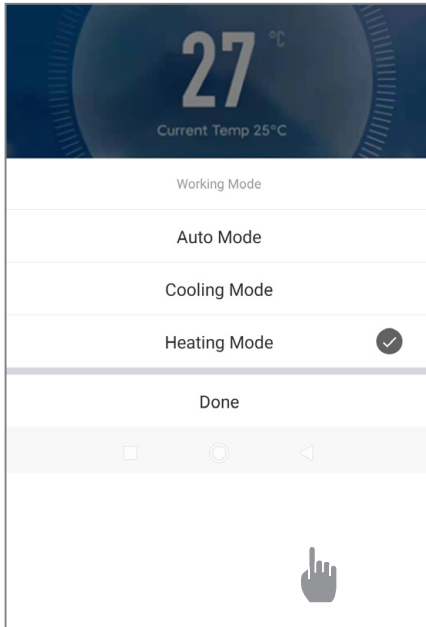 27 °C
Current Temp 25°C
Working Mode
Auto Mode
Cooling Mode
Heating Mode
Done